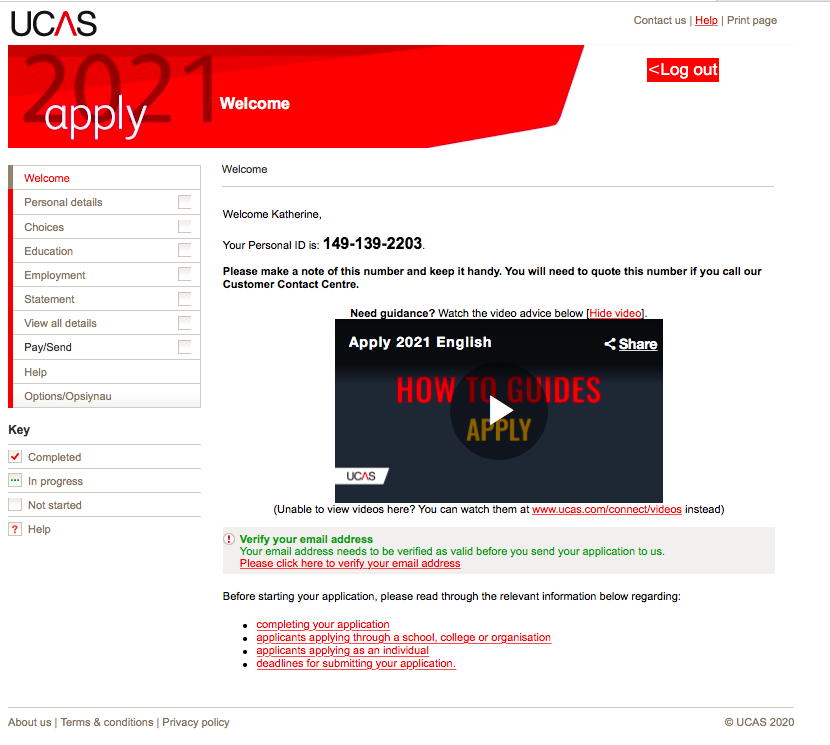 UCAS
Contact us | Help | Print page
2021
apply
Welcome
<Log out
Welcome
Personal details
Choices
Education
Employment
Statement
View all details
Pay/Send
Help
Options/Opsiynau
Key
Completed
In progress
Not started
? Help
Welcome
Welcome Katherine,
Your Personal ID is: 149-139-2203.
Please make a note of this number and keep it handy. You will need to quote this number if you call our
Customer Contact Centre.
Need guidance? Watch the video advice below [Hide video].
Apply 2021 English
Share
HOW TO GUIDES
APPLY
UCAS
(Unable to view videos here? You can watch them at www.ucas.com/connect/videos instead)
! Verify your email address
Your email address needs to be verified as valid before you send your application to us.
Please click here to verify your email address
Before starting your application, please read through the relevant information below regarding:
• completing your application
• applicants applying through a school, college or organisation
• applicants applying as an individual
• deadlines for submitting your application.
About us | Terms & conditions | Privacy policy
© UCAS 2020